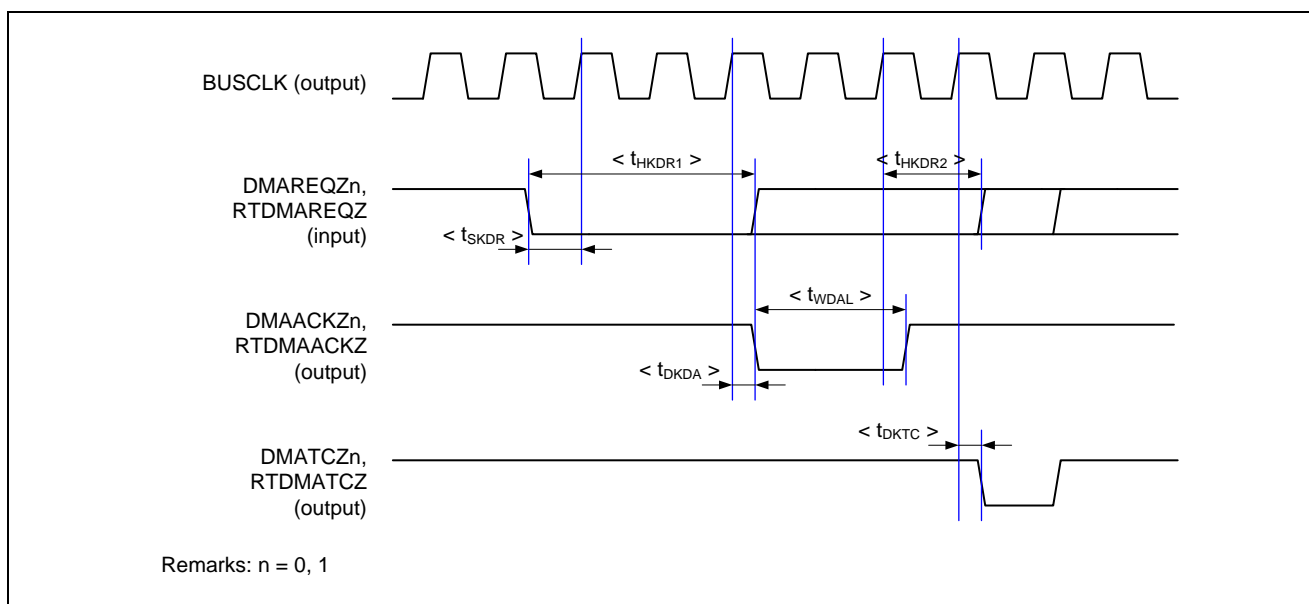 BUSCLK (output)
< tHKDR1 >
< tHKDR2 >
DMAREQZn,
RTDMAREQZ
(input)
< tSKDR >
< tWDAL >
DMAACKZn,
RTDMAACKZ
(output)
< tDKDA >
< tDKTC >
DMATCZn,
RTDMATCZ
(output)
Remarks: n = 0, 1